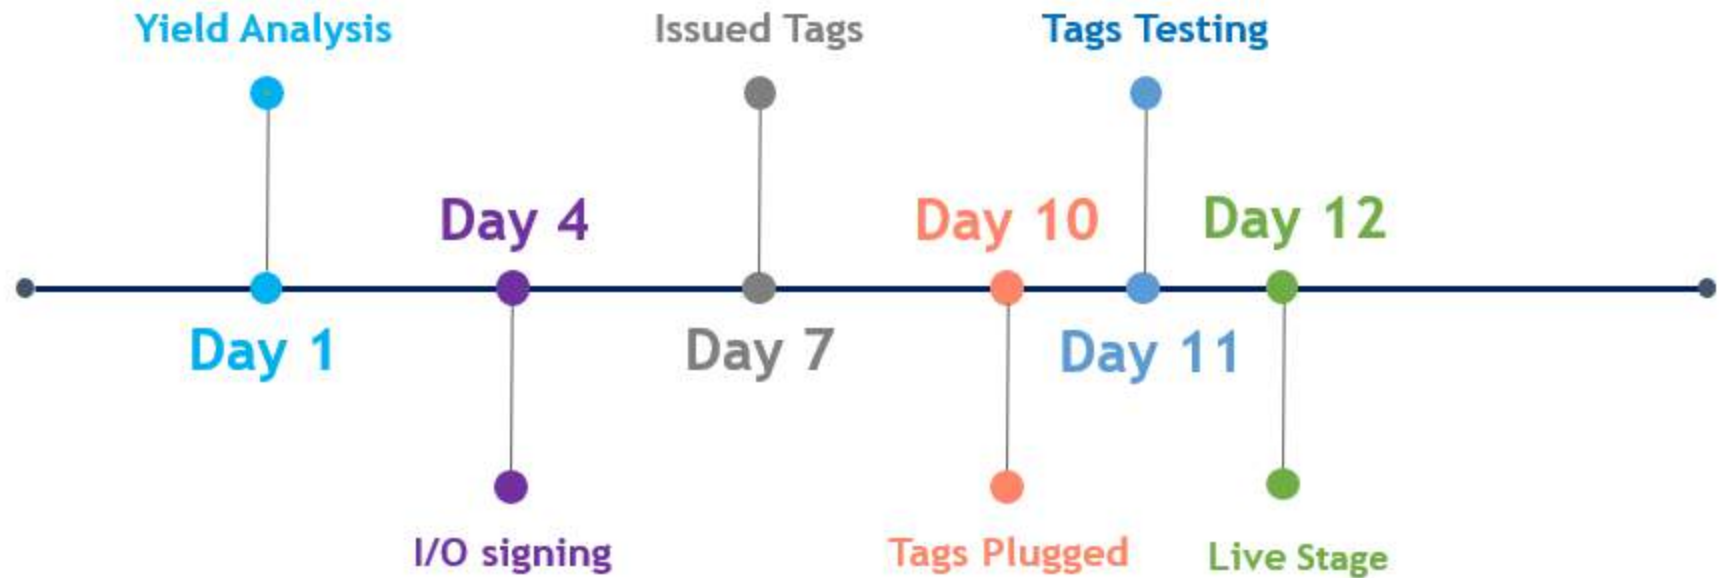 Yield Analysis
Issued Tags
Tags Testing
Day 4
Day 10
Day 12
Day 1
Day 7
Day 11
I/O signing
Tags Plugged
Live Stage